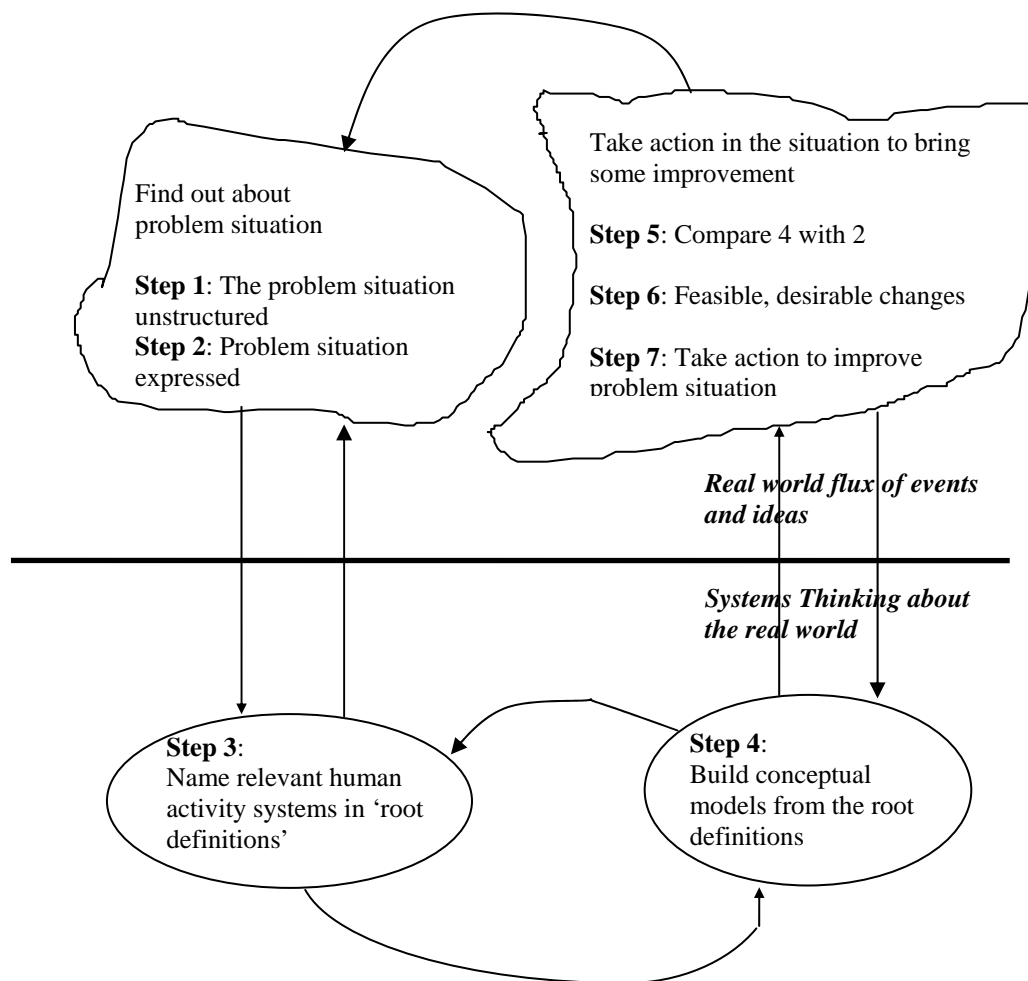 Find out about
problem situation
Step 1: The problem situation
unstructured
Step 2: Problem situation
expressed
Take action in the situation to bring
some improvement
Step 5: Compare 4 with 2
Step 6: Feasible, desirable changes
Step 7: Take action to improve
problem situation
Real world flux of events
and ideas
Systems Thinking about
the real world
Step 3:
Name relevant human
activity systems in ‘root
definitions’
Step 4:
Build conceptual
models from the root
definitions